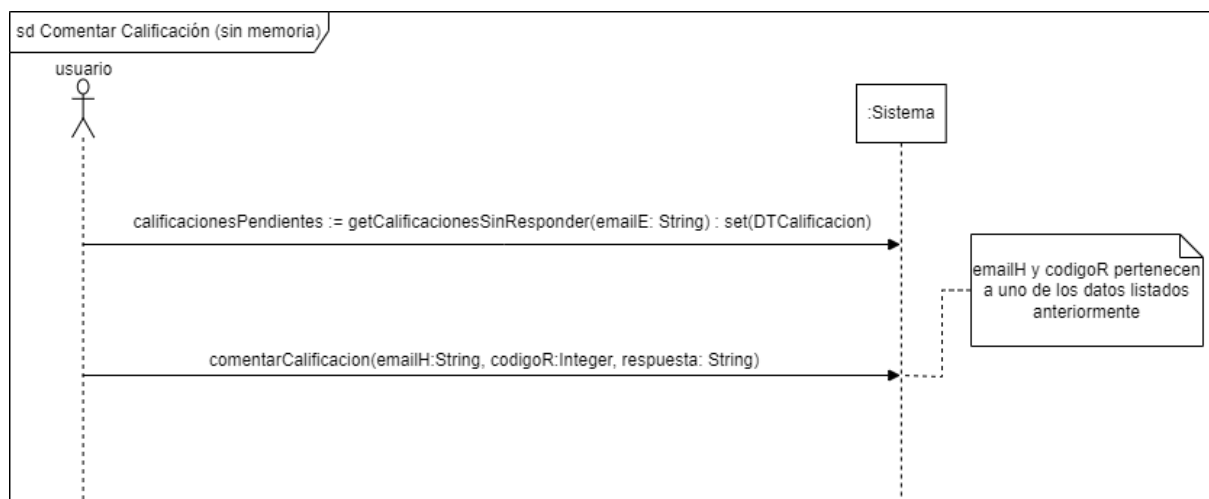 sd Comentar Calificación (sin memoria)
usuario
:Sistema
calificacionesPendientes := getCalificacionesSinResponder(emailE: String) : set(DTCalificacion)
emailH y codigoR pertenecen
a uno de los datos listados
anteriormente
comentarCalificacion(emailH:String, codigoR:Integer, respuesta: String)